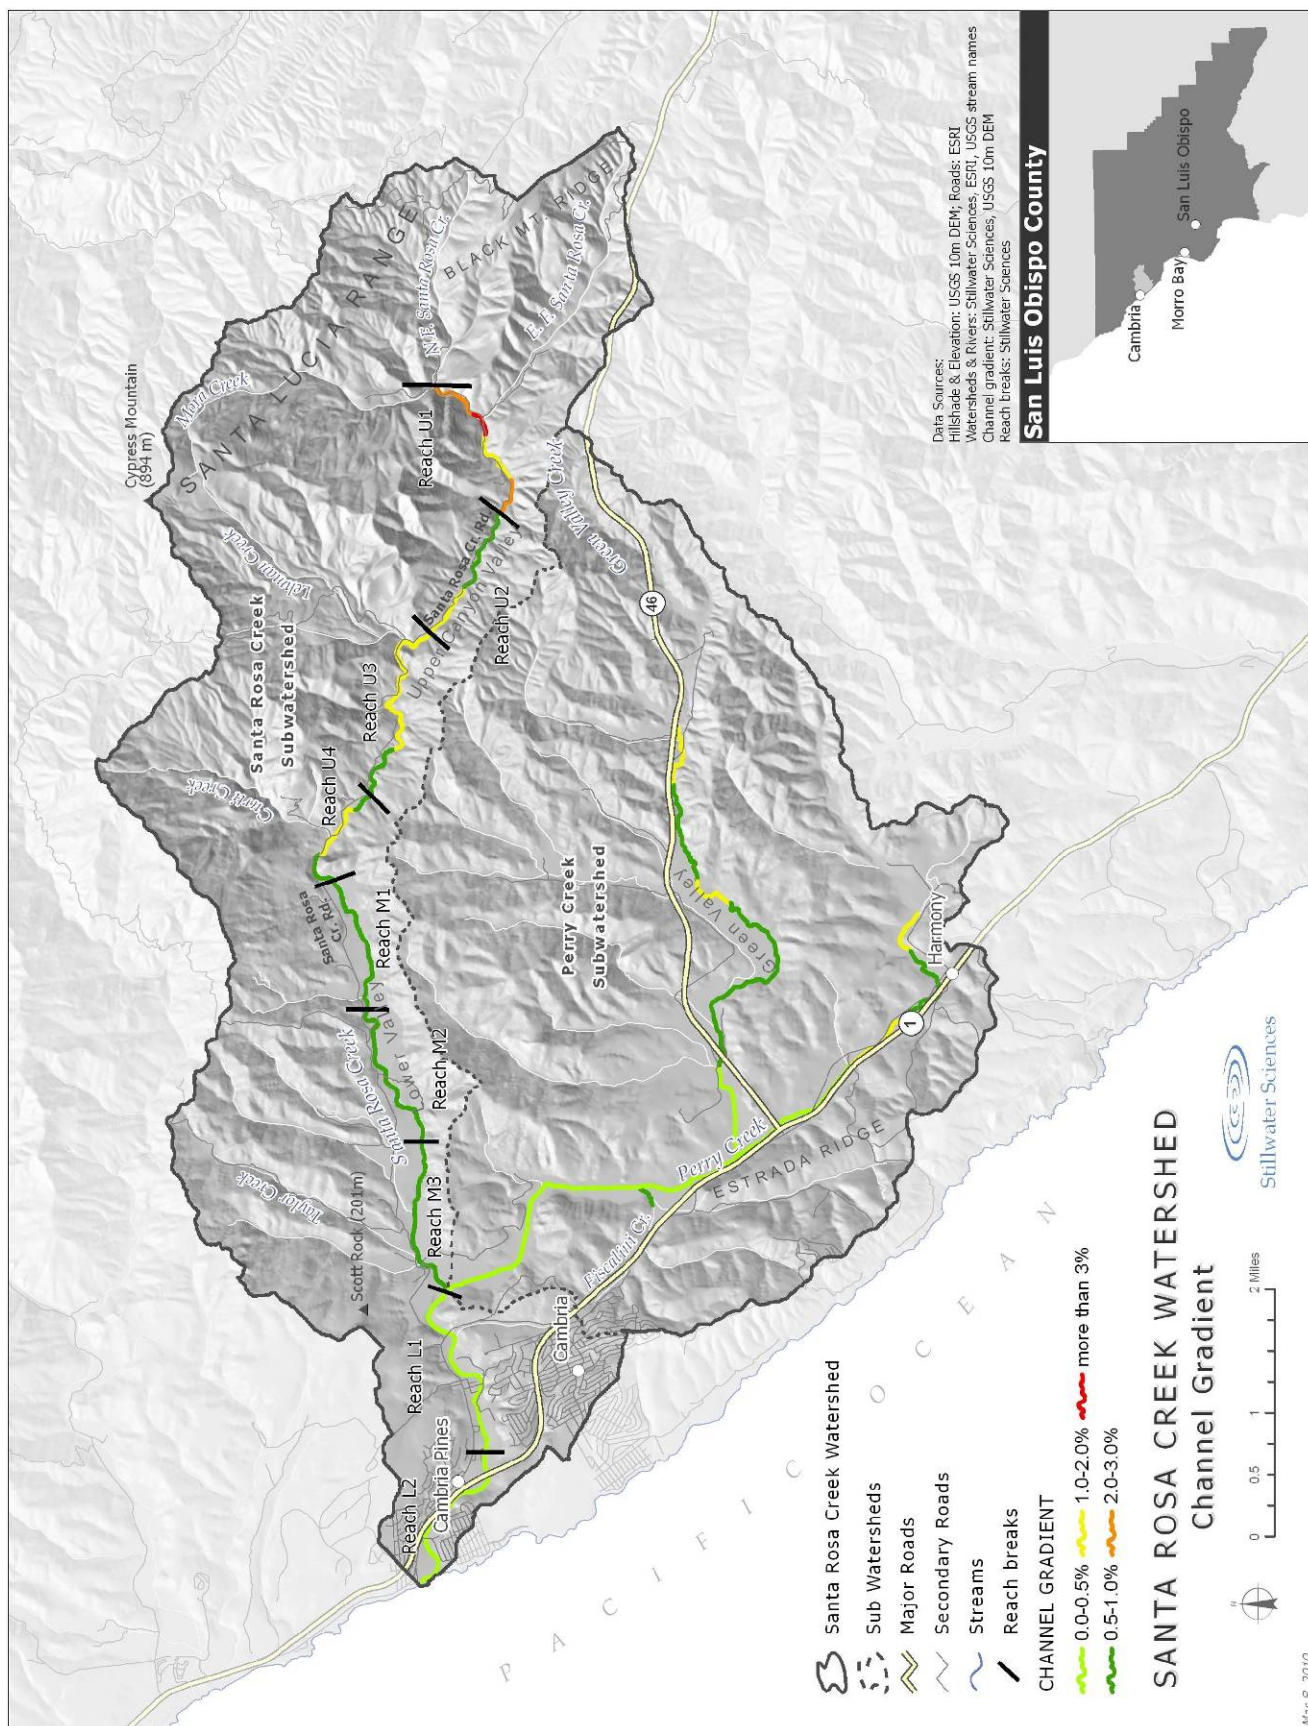 Cypress Mountain
(894 m)
SANTA LUCIA RANGE
Mora Creek
N.F. Santa Rosa Cr.
BLACK MT. RIDGE
E. F. Santa Rosa Cr.
Lehman Creek
Curti Creek
Santa Rosa Creek
Subwatershed
Reach U1
Santa Rosa Cr. Rd.
Upper Canyon Valley
Reach U2
Reach U3
Reach U4
Green Valley Creek
46
Santa Rosa
Cr. Rd.
Reach M1
Santa Rosa Creek
Lower Valley
Reach M2
Perry Creek
Subwatershed
Green Valley
Harmony
1
Taylor Creek
Scott Rock (201m)
Reach M3
Perry Creek
ESTRADA RIDGE
Fiscalini Cr.
Cambria
Reach L1
Cambria Pines
Reach L2
PACIFIC OCEAN
Santa Rosa Creek Watershed
Sub Watersheds
Major Roads
Secondary Roads
Streams
Reach breaks
CHANNEL GRADIENT
0.0-0.5%
1.0-2.0%
more than 3%
0.5-1.0%
2.0-3.0%
SANTA ROSA CREEK WATERSHED
Channel Gradient
N
0 0.5 1 2 Miles
Stillwater Sciences
Mar 8, 2010
Data Sources:
Hillshade & Elevation: USGS 10m DEM; Roads: ESRI
Watersheds & Rivers: Stillwater Sciences, ESRI, USGS stream names
Channel gradient: Stillwater Sciences, USGS 10m DEM
Reach breaks: Stillwater Sciences
San Luis Obispo County
Cambria
Morro Bay
San Luis Obispo